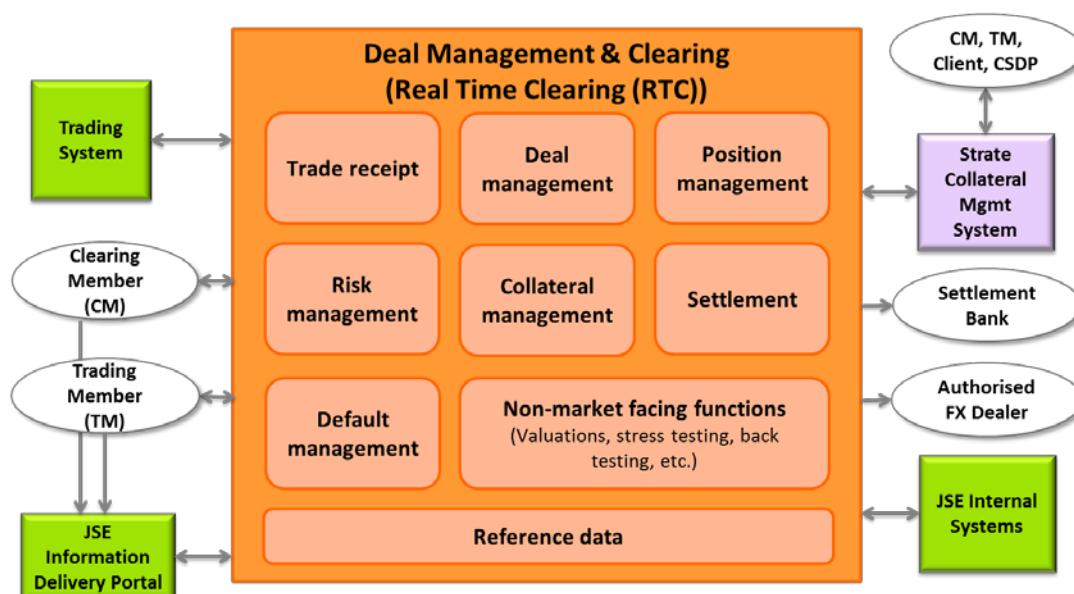 Deal Management & Clearing
(Real Time Clearing (RTC))
CM, TM,
Client, CSDP
Trading
System
Trade receipt
Deal
management
Position
management
Strate
Collateral
Mgmt
System
Clearing
Member
(CM)
Risk
management
Collateral
management
Settlement
Settlement
Bank
Trading
Member
(TM)
Default
management
Non-market facing functions
(Valuations, stress testing, back
testing, etc.)
Authorised
FX Dealer
JSE Internal
Systems
JSE
Information
Delivery Portal
Reference data